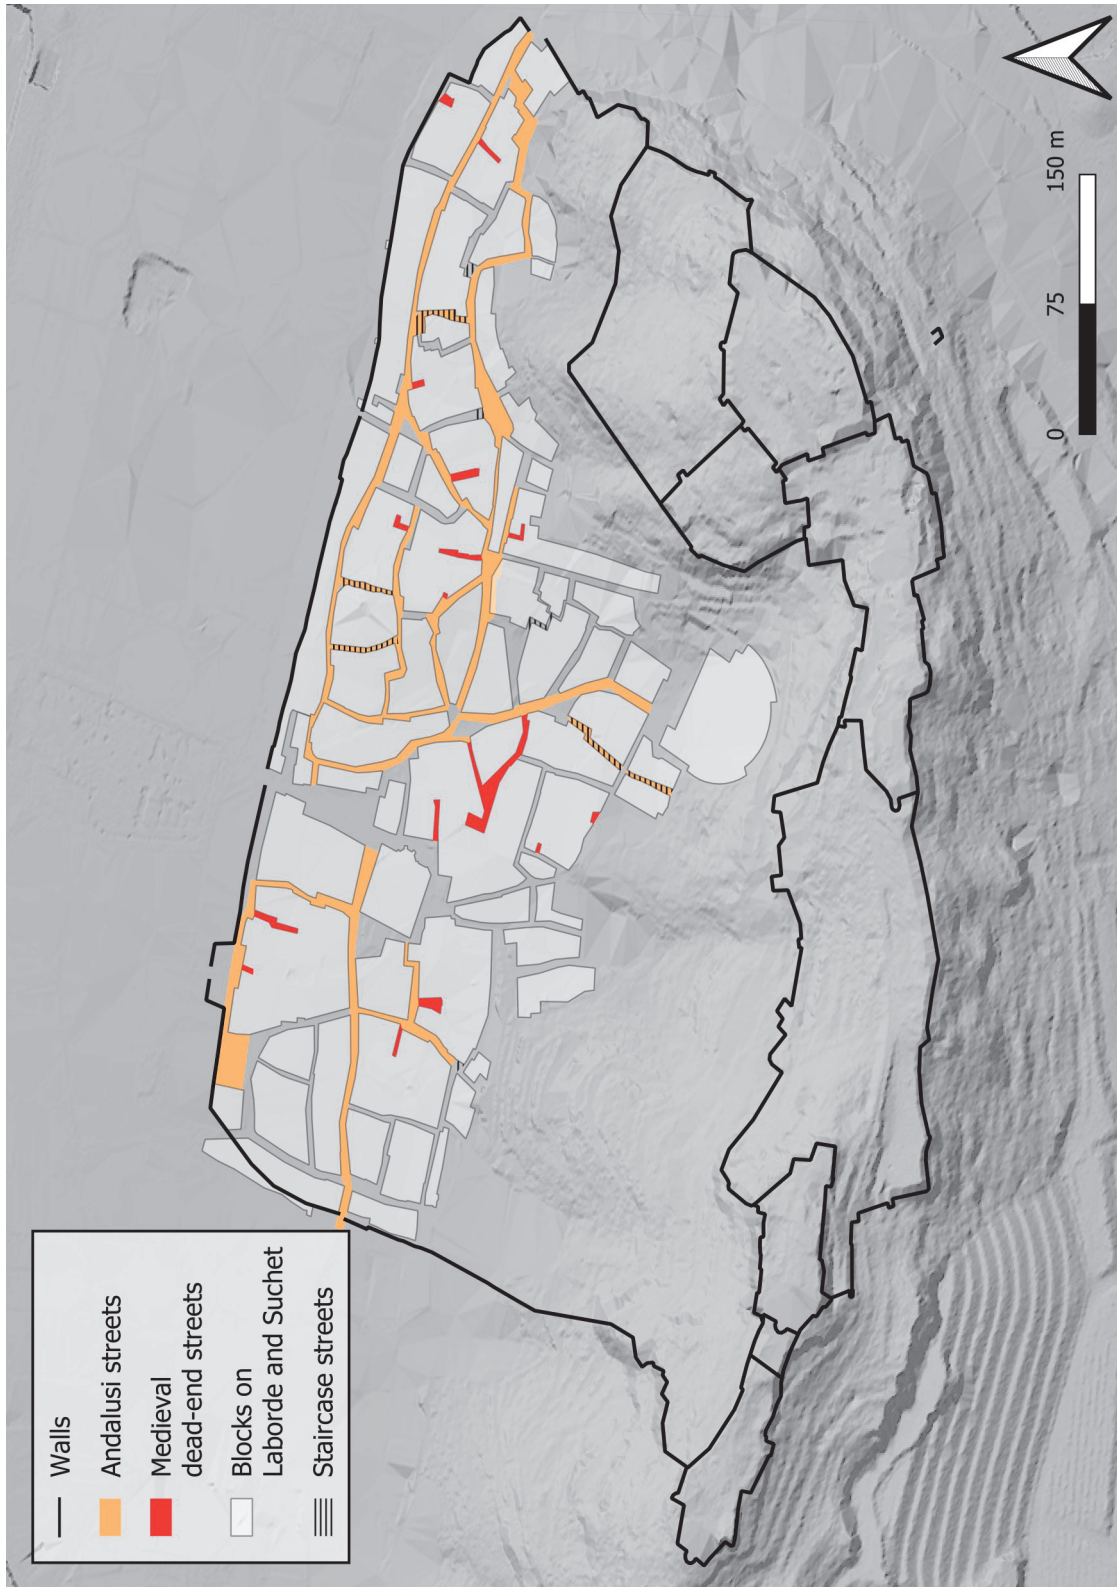 Walls
Andalusi streets
Medieval
dead-end streets
Blocks on
Laborde and Suchet
Staircase streets
0
75
150 m